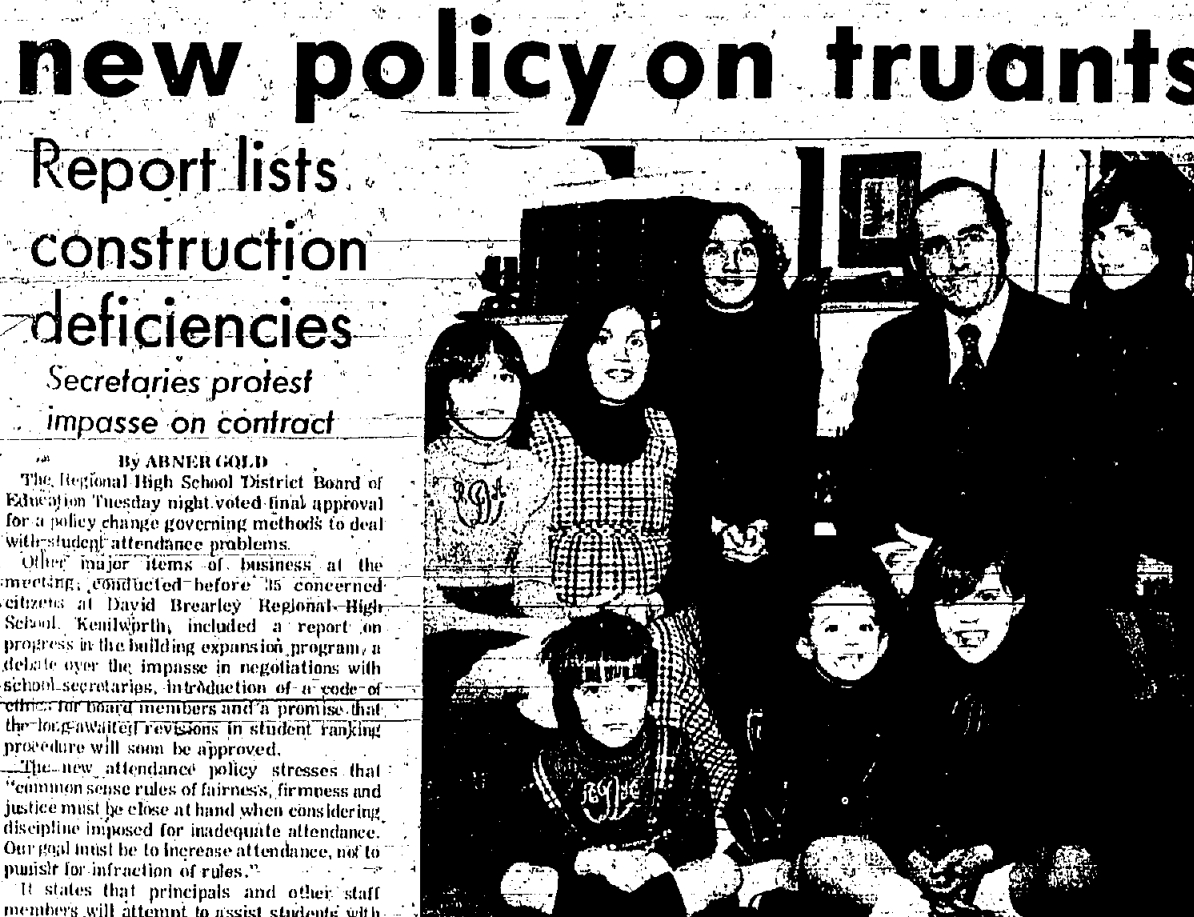 new policy on truants
Report lists
construction
deficiencies
Secretaries protest
impasse on contract
By ABNER GOLD
The Regional High School District Board of
Education Tuesday night voted final approval
for a policy change governing methods to deal
with student attendance problems.
Other major items of business at the
meeting, conducted before 35 concerned
citizens at David Brearley Regional High
School, Kenilworth, included a report on
progress in the building expansion program, a
debate over the impasse in negotiations with
school secretaries, introduction of a code of
ethics for board members and a promise that
the long-awaited revisions in student ranking
procedure will soon be approved.
The new attendance policy stresses that
"common sense rules of fairness, firmness and
justice must be close at hand when considering
discipline imposed for inadequate attendance.
Our goal must be to increase attendance, not to
punish for infraction of rules."
It states that principals and other staff
members will attempt to assist students with